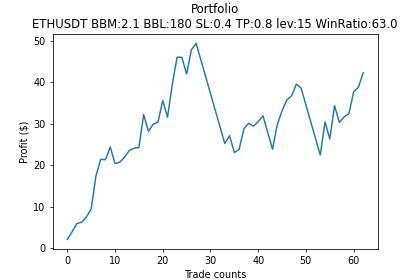 Portfolio
ETHUSDT BBM:2.1 BBL:180 SL:0.4 TP:0.8 lev:15 WinRatio:63.0
50
40
30
20
10
0
Profit ($)
0 10 20 30 40 50 60
Trade counts